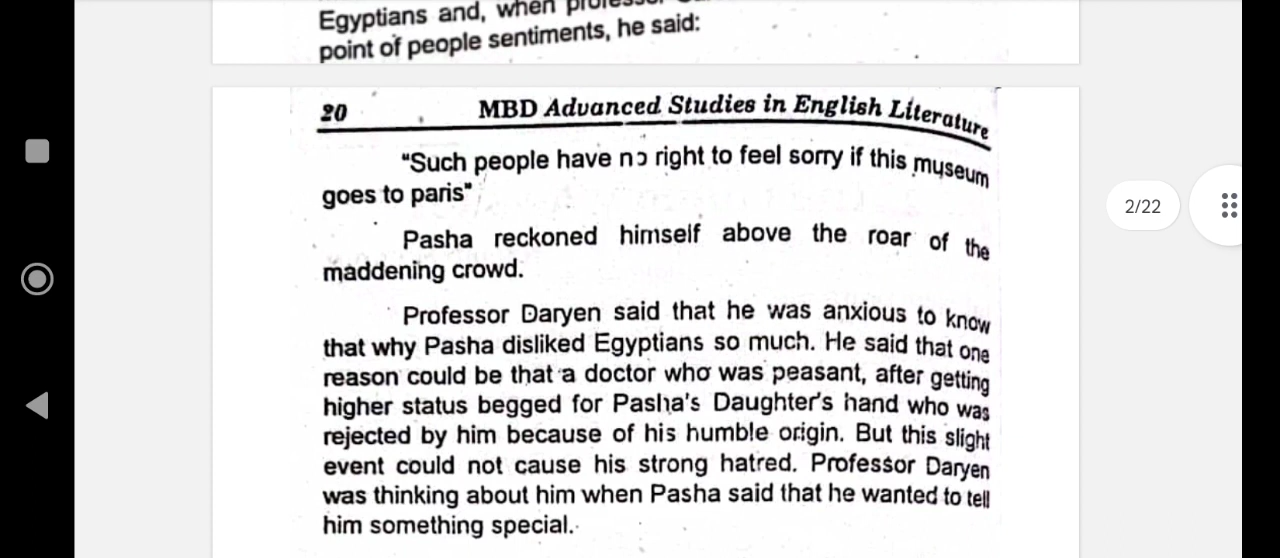 Egyptians and, when
point of people sentiments, he said:
20 MBD Advanced Studies in English Literature
"Such people have no right to feel sorry if this museum
goes to paris"
Pasha reckoned himself above the roar of the
maddening crowd.
Professor Daryen said that he was anxious to know
that why Pasha disliked Egyptians so much. He said that one
reason could be that a doctor who was peasant, after getting
higher status begged for Pasha's Daughter's hand who was
rejected by him because of his humble origin. But this slight
event could not cause his strong hatred. Professor Daryen
was thinking about him when Pasha said that he wanted to tell
him something special.
2/22